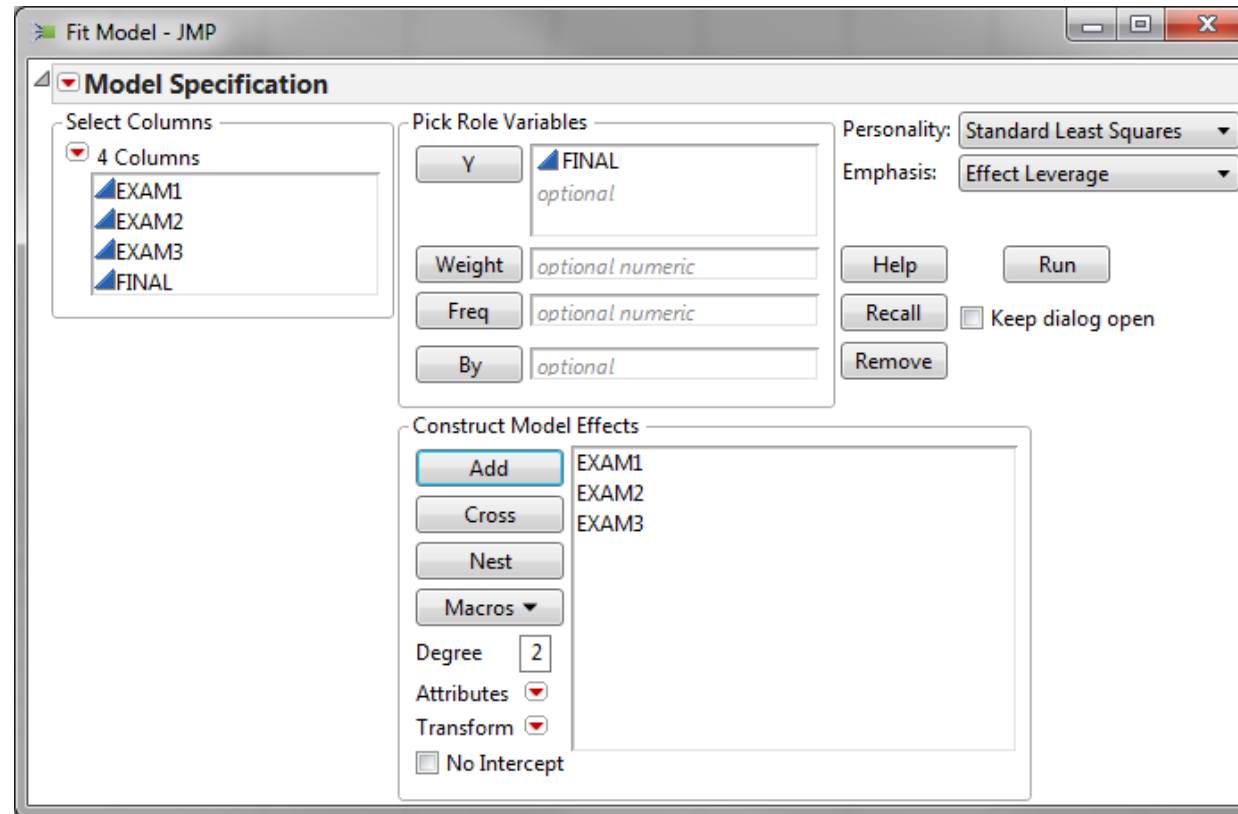 Fit Model - JMP
Model Specification
Select Columns
4 Columns
EXAM1
EXAM2
EXAM3
FINAL
Pick Role Variables
Y
FINAL
optional
Weight
optional numeric
Freq
optional numeric
By
optional
Personality:
Standard Least Squares
Emphasis:
Effect Leverage
Help
Run
Recall
Keep dialog open
Remove
Construct Model Effects
Add
Cross
Nest
Macros
Degree
2
Attributes
Transform
No Intercept
EXAM1
EXAM2
EXAM3